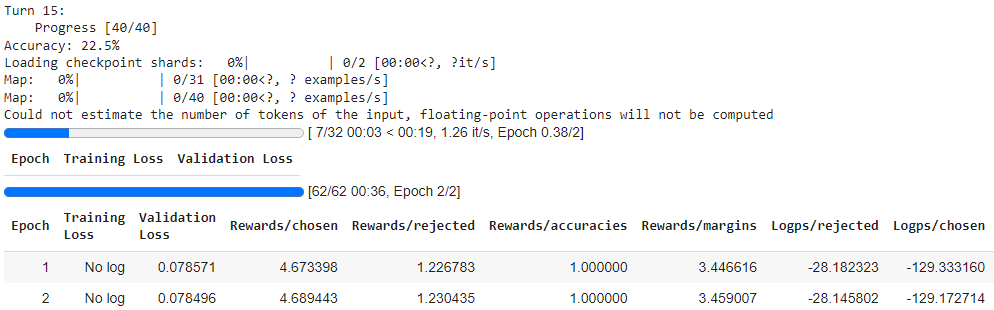 Turn 15:
Progress [40/40]
Accuracy: 22.5%
Loading checkpoint shards:   0%|          | 0/2 [00:00<?, ?it/s]
Map:   0%|          | 0/31 [00:00<?, ? examples/s]
Map:   0%|          | 0/40 [00:00<?, ? examples/s]
Could not estimate the number of tokens of the input, floating-point operations will not be computed
[ 7/32 00:03 < 00:19, 1.26 it/s, Epoch 0.38/2]
Epoch Training Loss Validation Loss
[62/62 00:36, Epoch 2/2]
Epoch Training Loss Validation Loss Rewards/chosen Rewards/rejected Rewards/accuracies Rewards/margins Logps/rejected Logps/chosen
1 No log 0.078571 4.673398 1.226783 1.000000 3.446616 -28.182323 -129.333160
2 No log 0.078496 4.689443 1.230435 1.000000 3.459007 -28.145802 -129.172714